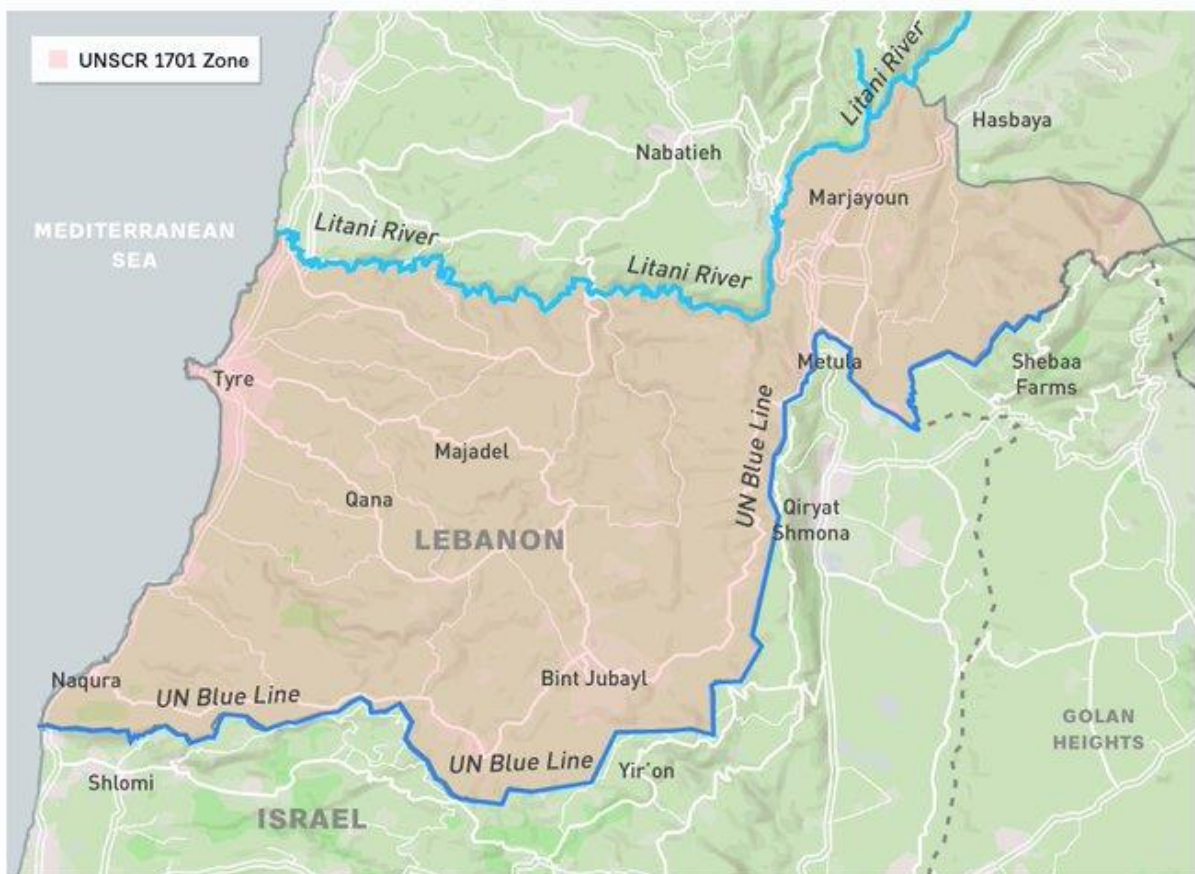 UNSCR 1701 Zone
Litani River
Litani River
Hasbaya
Nabatieh
Marjayoun
MEDITERRANEAN
SEA
Litani River
Litani River
Metula
Shebaa
Farms
Tyre
UN Blue Line
Majadel
Qana
Qiryat
Shmona
LEBANON
Naqura
UN Blue Line
Bint Jubayl
GOLAN
HEIGHTS
UN Blue Line
Yir'on
Shlomi
ISRAEL